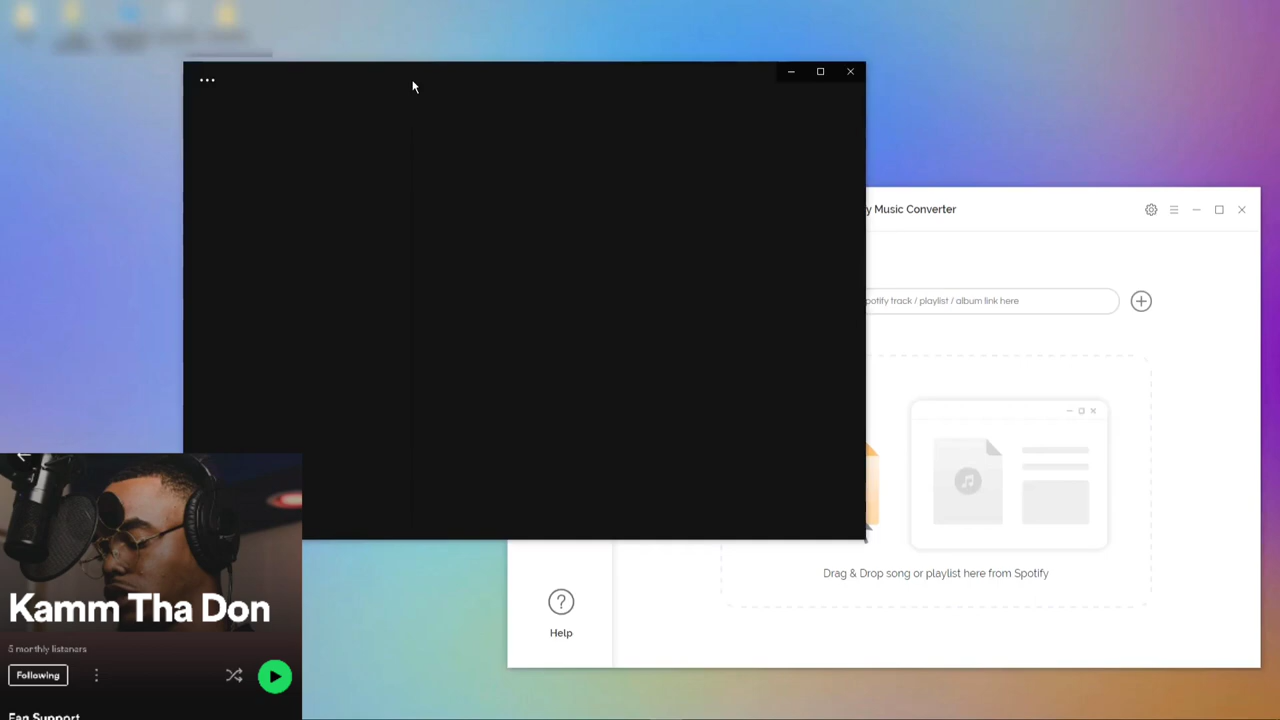 y Music Converter
potify track / playlist / album link here
Drag & Drop song or playlist here from Spotify
Help
Kamm Tha Don
5 monthly listeners
Following
Fan Support